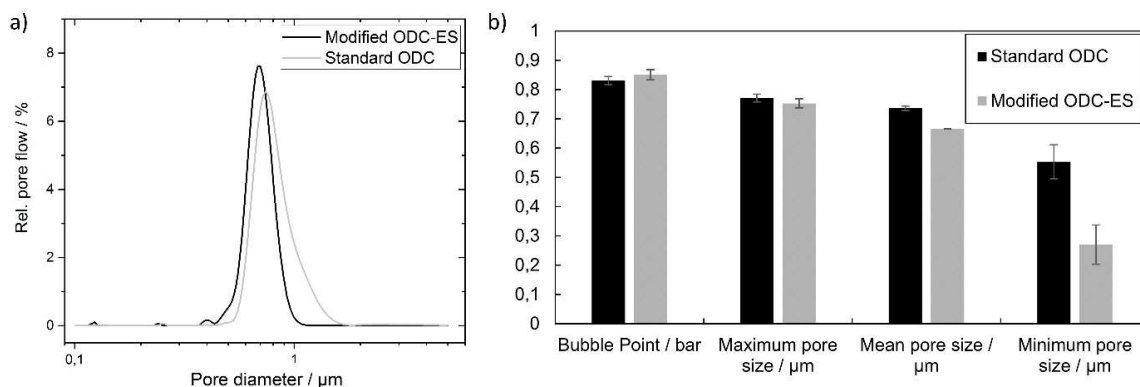 a)
Modified ODC-ES
Standard ODC
Rel. pore flow / %
8
6
4
2
0
0,1
1
Pore diameter / µm
b)
1
0,9
0,8
0,7
0,6
0,5
0,4
0,3
0,2
0,1
0
Standard ODC
Modified ODC-ES
Bubble Point / bar
Maximum pore
size / µm
Mean pore size /
µm
Minimum pore
size / µm